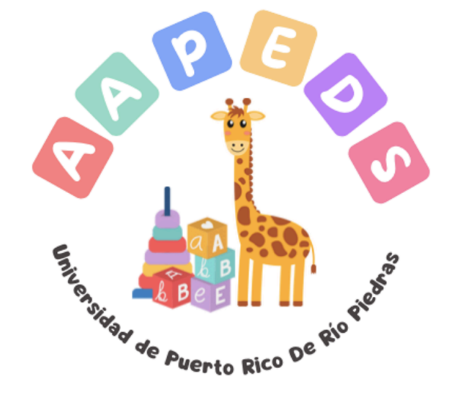 AAPEDS
a A
b B
b B e E
Universidad de Puerto Rico De Río Piedras